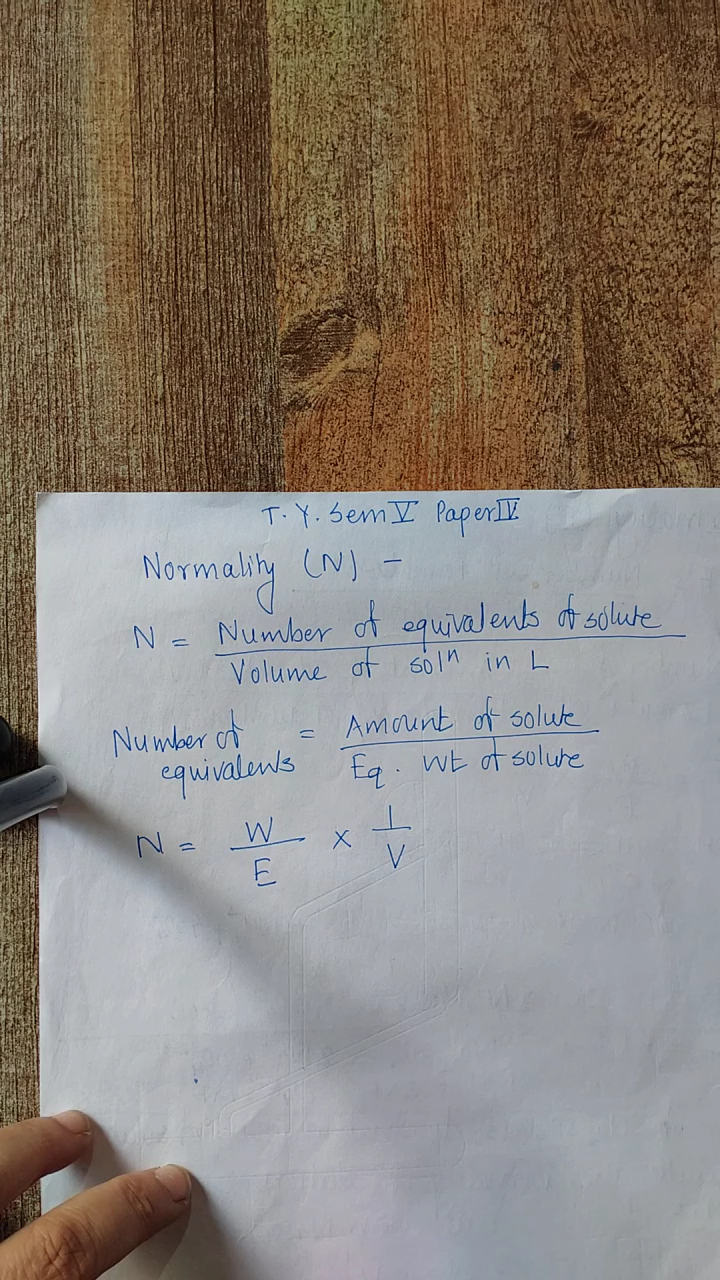 T.Y. Sem V Paper IV
Normality (N) -
N = Number of equivalents of solute
Volume of solⁿ in L
Number of equivalents = Amount of solute
Eq. Wt of solute
N = W/E x 1/V